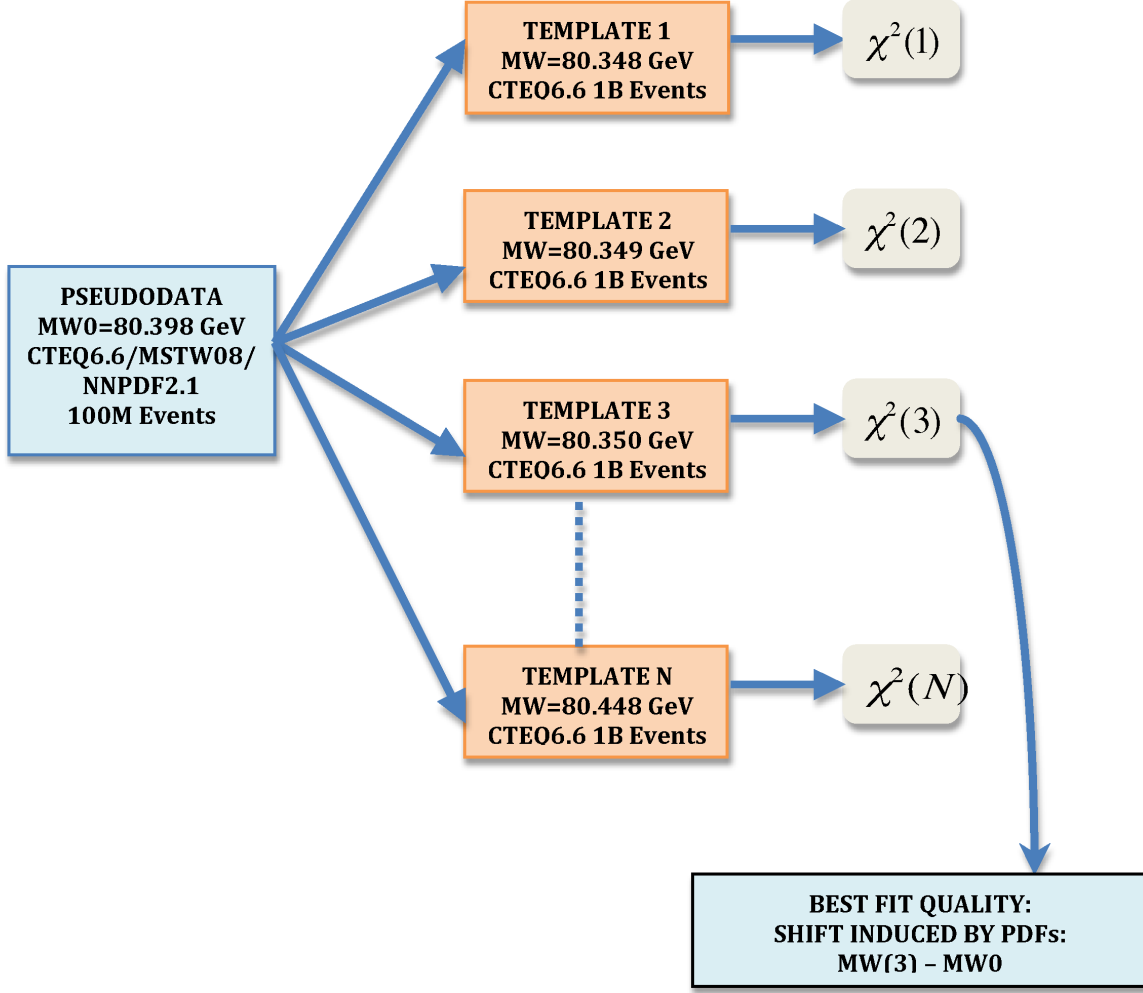 TEMPLATE 1
MW=80.348 GeV
CTEQ6.6 1B Events
χ²(1)
TEMPLATE 2
MW=80.349 GeV
CTEQ6.6 1B Events
χ²(2)
PSEUDODATA
MW0=80.398 GeV
CTEQ6.6/MSTW08/
NNPDF2.1
100M Events
TEMPLATE 3
MW=80.350 GeV
CTEQ6.6 1B Events
χ²(3)
TEMPLATE N
MW=80.448 GeV
CTEQ6.6 1B Events
χ²(N)
BEST FIT QUALITY:
SHIFT INDUCED BY PDFs:
MW(3) – MW0